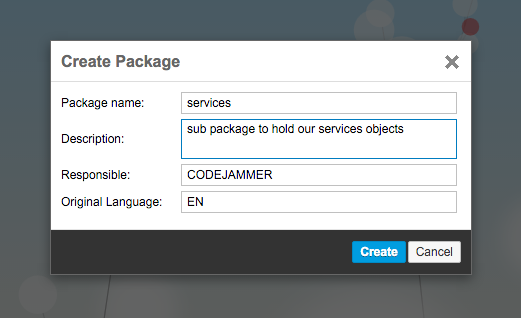 Create Package
Package name: services
Description: sub package to hold our services objects
Responsible: CODEJAMMER
Original Language: EN
Create Cancel